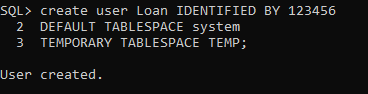 SQL> create user Loan IDENTIFIED BY 123456
2 DEFAULT TABLESPACE system
3 TEMPORARY TABLESPACE TEMP;
User created.